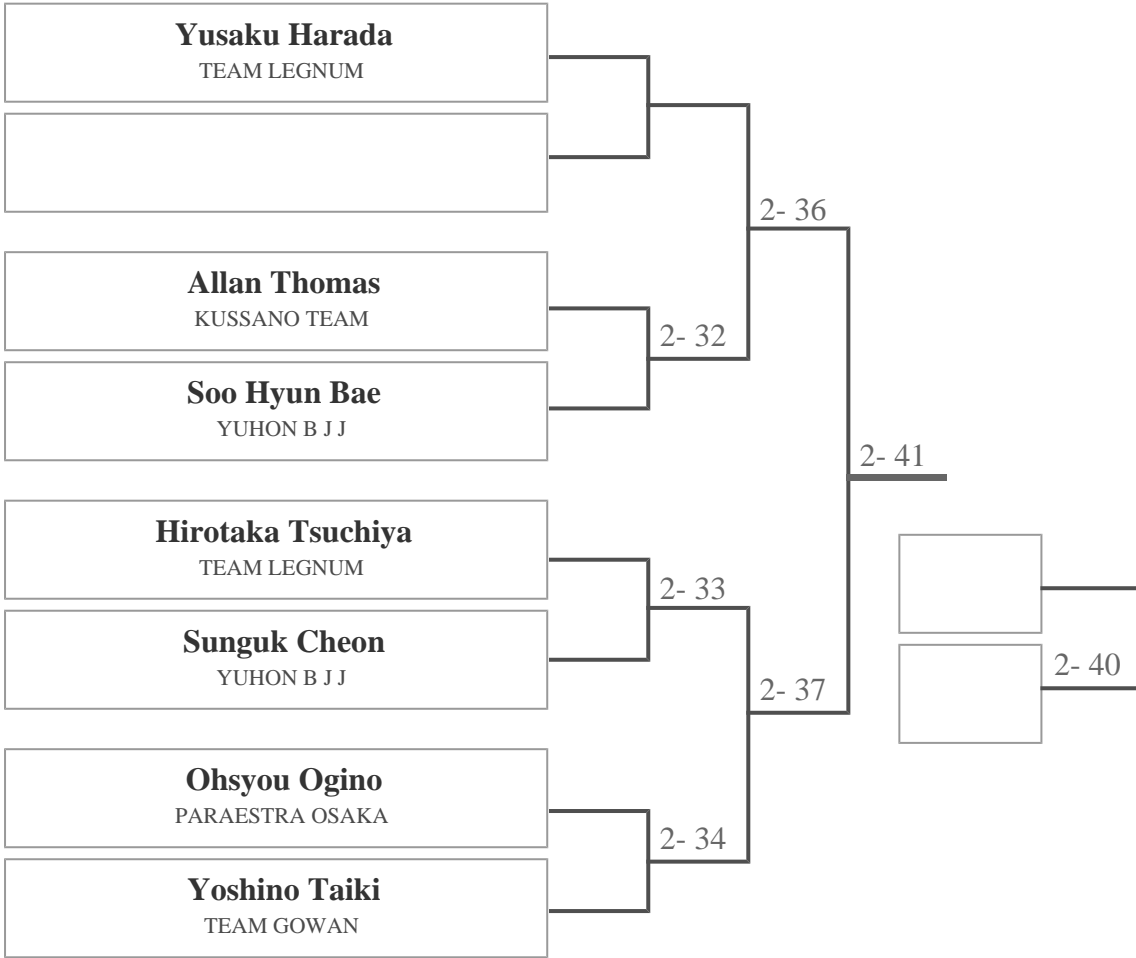 Yusaku Harada
TEAM LEGNUM
2- 36
Allan Thomas
KUSSANO TEAM
2- 32
Soo Hyun Bae
YUHON B J J
2- 41
Hirotaka Tsuchiya
TEAM LEGNUM
2- 33
Sunguk Cheon
YUHON B J J
2- 40
2- 37
Ohsyou Ogino
PARAESTRA OSAKA
2- 34
Yoshino Taiki
TEAM GOWAN